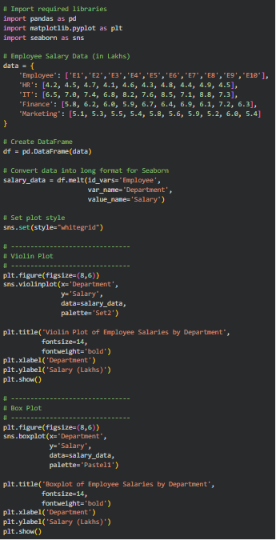 # Import required libraries
import pandas as pd
import matplotlib.pyplot as plt
import seaborn as sns
# Employee Salary Data (in Lakhs)
data = {
'Employee': ['E1','E2','E3','E4','E5','E6','E7','E8','E9','E10'],
'HR': [4.2, 4.5, 4.7, 4.1, 4.6, 4.3, 4.8, 4.4, 4.9, 4.5],
'IT': [6.5, 7.0, 7.4, 6.8, 8.2, 7.6, 8.5, 7.1, 8.8, 7.3],
'Finance': [5.8, 6.2, 6.0, 5.9, 6.7, 6.4, 6.9, 6.1, 7.2, 6.3],
'Marketing': [5.1, 5.3, 5.5, 5.4, 5.8, 5.6, 5.9, 5.2, 6.0, 5.4]
}
# Create DataFrame
df = pd.DataFrame(data)
# Convert data into long format for Seaborn
salary_data = df.melt(id_vars='Employee',
var_name='Department',
value_name='Salary')
# Set plot style
sns.set(style="whitegrid")
# ------------------------------
# Violin Plot
# ------------------------------
plt.figure(figsize=(8,6))
sns.violinplot(x='Department',
y='Salary',
data=salary_data,
palette='Set2')
plt.title('Violin Plot of Employee Salaries by Department',
fontsize=14,
fontweight='bold')
plt.xlabel('Department')
plt.ylabel('Salary (Lakhs)')
plt.show()
# ------------------------------
# Box Plot
# ------------------------------
plt.figure(figsize=(8,6))
sns.boxplot(x='Department',
y='Salary',
data=salary_data,
palette='Pastel1')
plt.title('Boxplot of Employee Salaries by Department',
fontsize=14,
fontweight='bold')
plt.xlabel('Department')
plt.ylabel('Salary (Lakhs)')
plt.show()